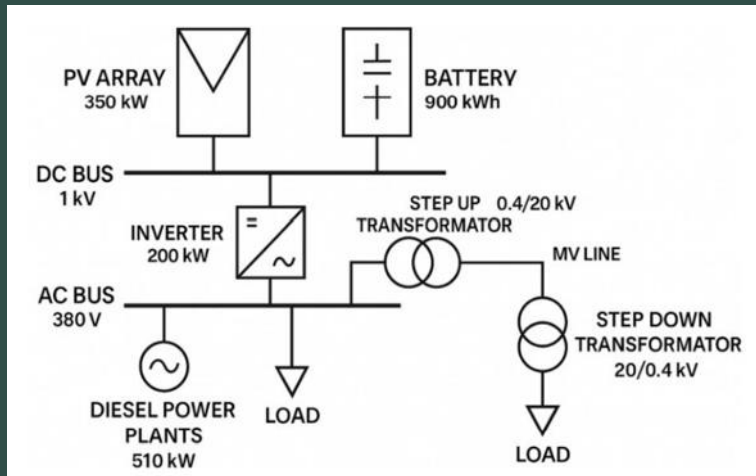 PV ARRAY
350 kW
BATTERY
900 kWh
DC BUS
1 kV
STEP UP 0.4/20 kV
TRANSFORMATOR
INVERTER
200 kW
MV LINE
AC BUS
380 V
STEP DOWN
TRANSFORMATOR
20/0.4 kV
DIESEL POWER
PLANTS
510 kW
LOAD
LOAD